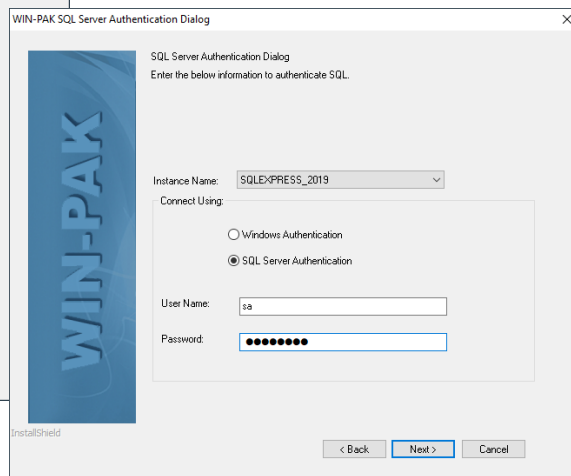 WIN-PAK SQL Server Authentication Dialog
WIN-PAK
SQL Server Authentication Dialog
Enter the below information to authenticate SQL.
Instance Name: SQLEXPRESS_2019
Connect Using:
Windows Authentication
SQL Server Authentication
User Name: sa
Password: ●●●●●●●●
InstallShield
< Back Next > Cancel